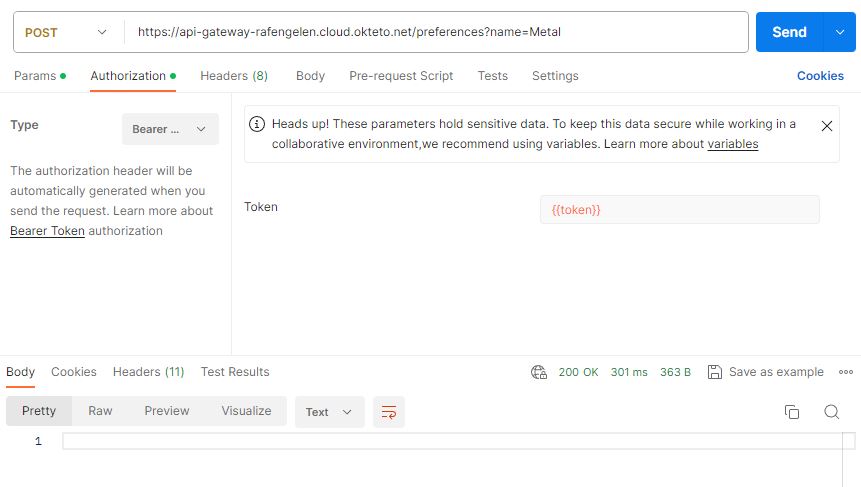 POST
https://api-gateway-rafengelen.cloud.okteto.net/preferences?name=Metal
Send
Params
Authorization
Headers (8)
Body
Pre-request Script
Tests
Settings
Cookies
Type
Bearer ...
The authorization header will be
automatically generated when you
send the request. Learn more about
Bearer Token authorization
Heads up! These parameters hold sensitive data. To keep this data secure while working in a
collaborative environment,we recommend using variables. Learn more about variables
Token
{{token}}
Body
Cookies
Headers (11)
Test Results
200 OK
301 ms
363 B
Save as example
Pretty
Raw
Preview
Visualize
Text
1